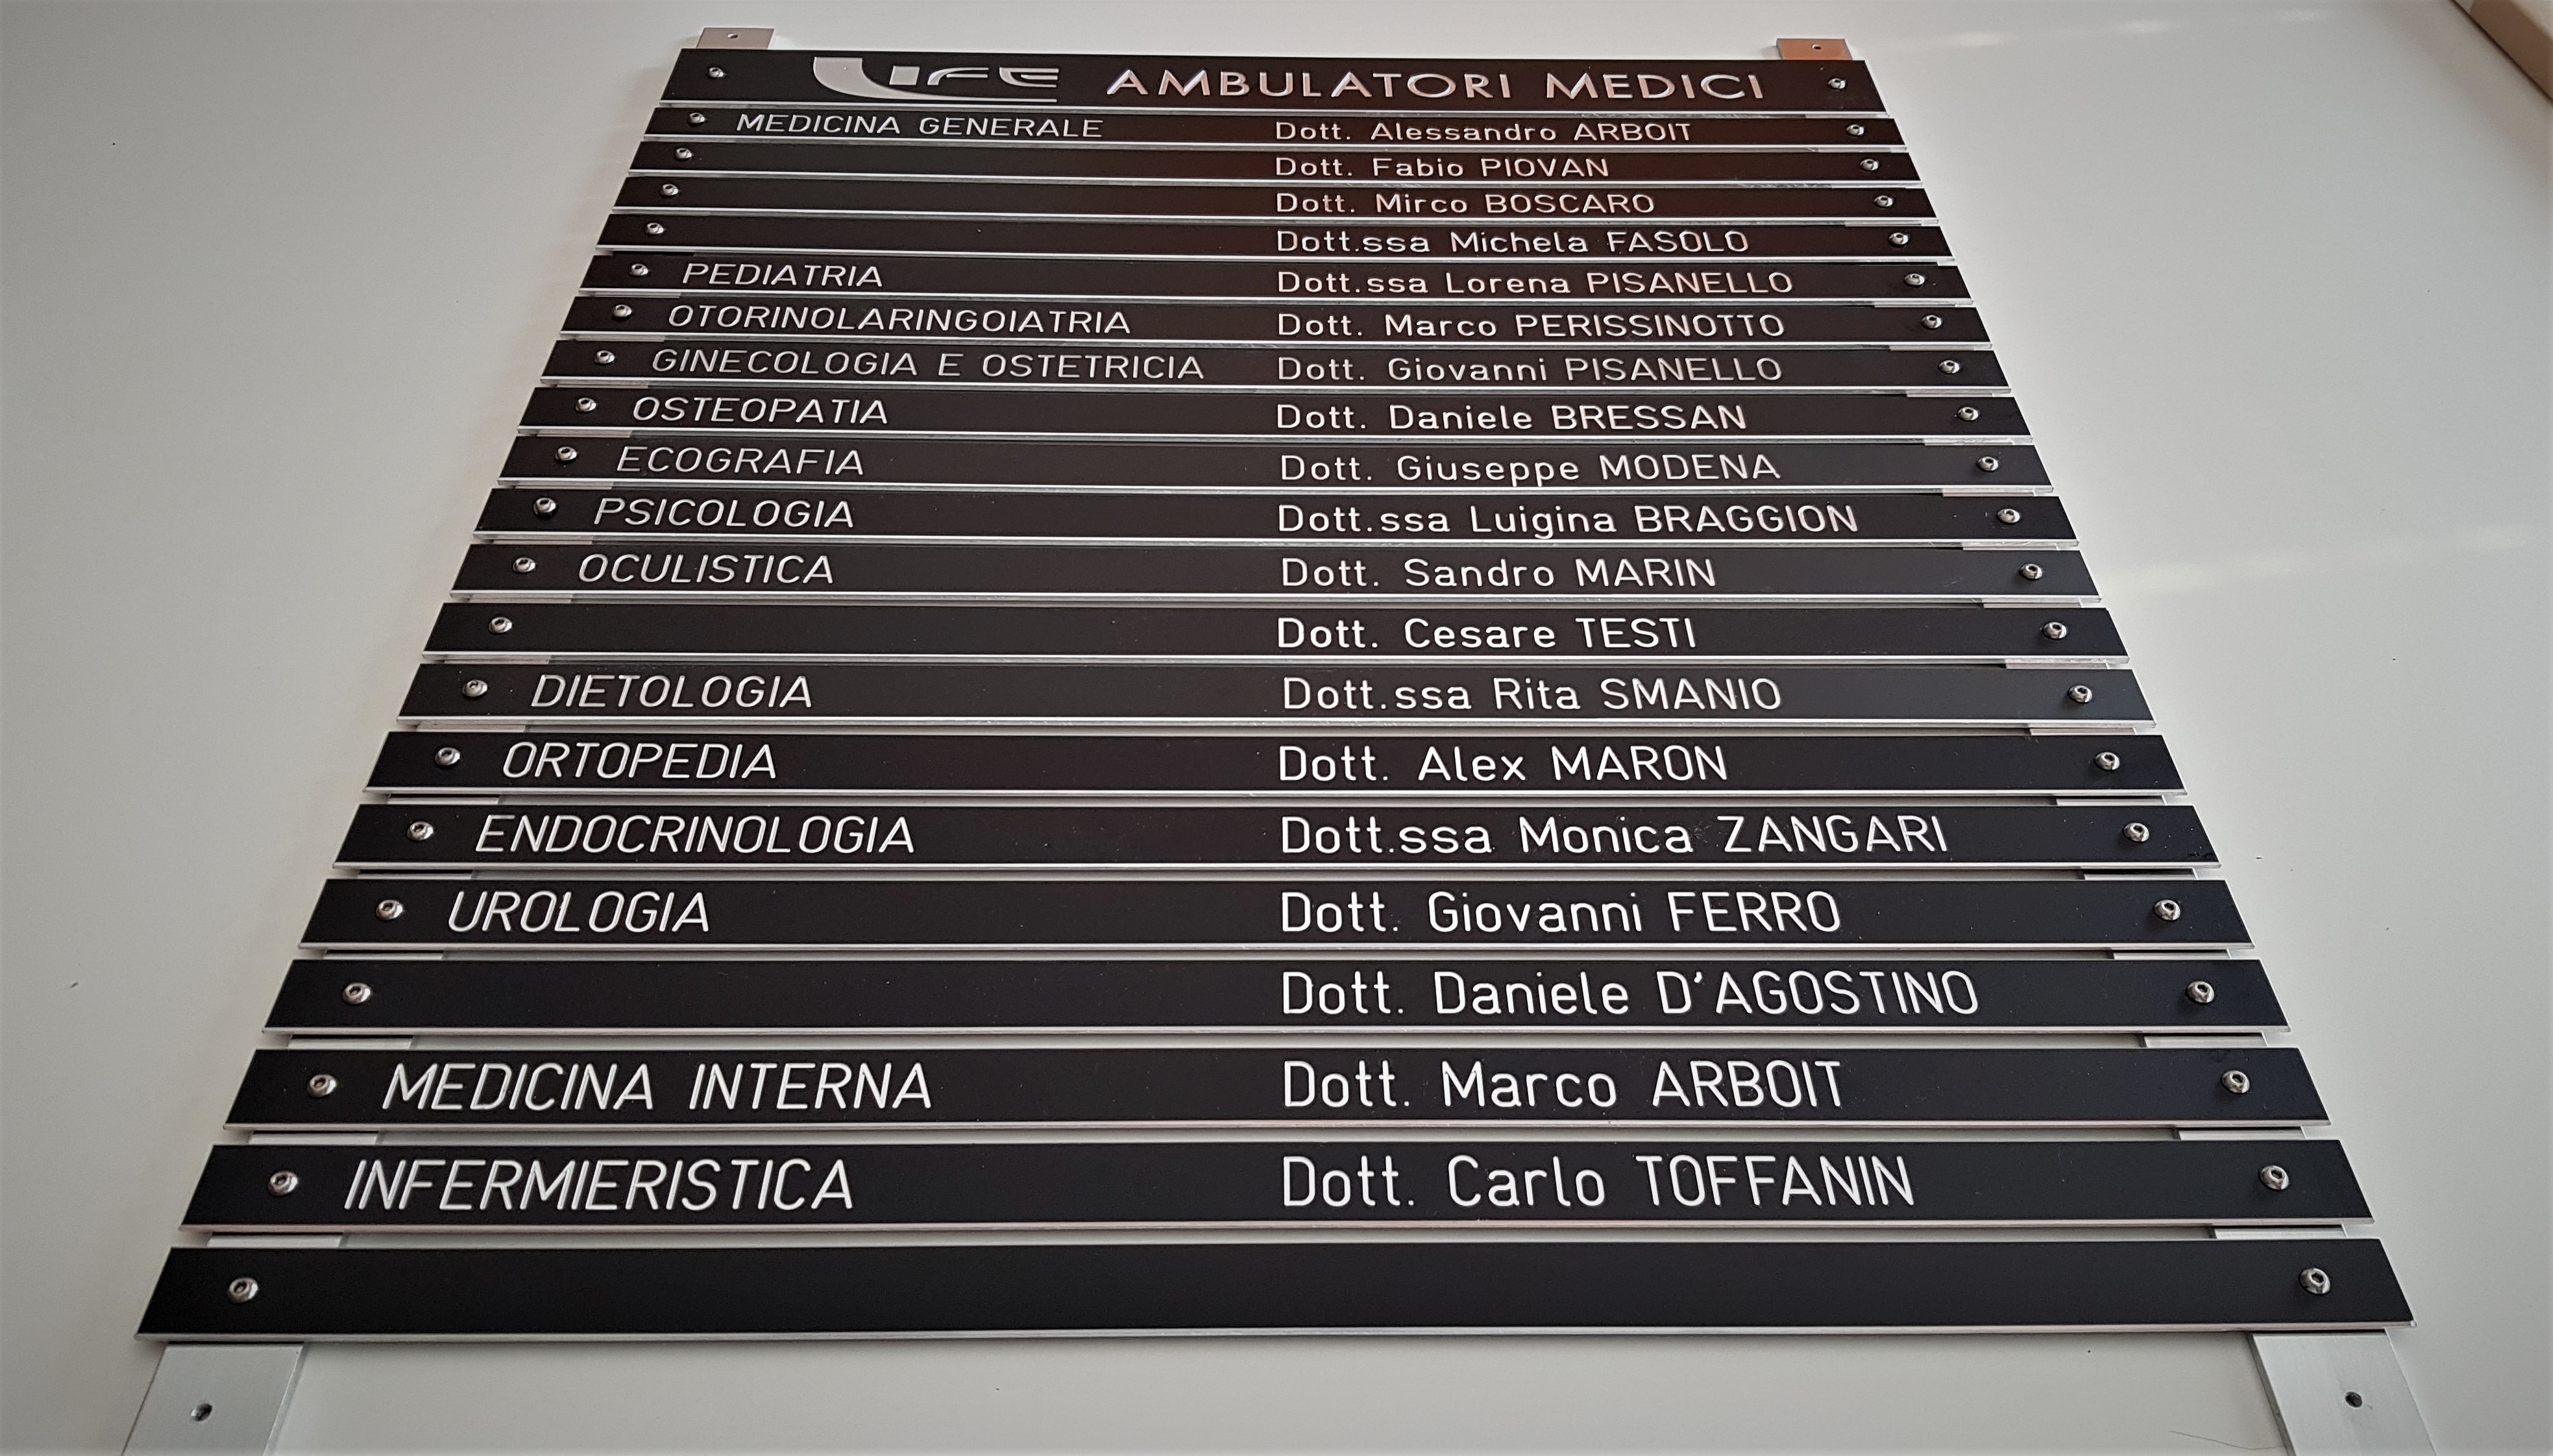 LIFE AMBULATORI MEDICI
MEDICINA GENERALE Dott. Alessandro ARBOIT
Dott. Fabio PIOVAN
Dott. Mirco BOSCARO
Dott.ssa Michela FASOLO
PEDIATRIA Dott.ssa Lorena PISANELLO
OTORINOLARINGOIATRIA Dott. Marco PERISSINOTTO
GINECOLOGIA E OSTETRICIA Dott. Giovanni PISANELLO
OSTEOPATIA Dott. Daniele BRESSAN
ECOGRAFIA Dott. Giuseppe MODENA
PSICOLOGIA Dott.ssa Luigina BRAGGION
OCULISTICA Dott. Sandro MARIN
Dott. Cesare TESTI
DIETOLOGIA Dott.ssa Rita SMANIO
ORTOPEDIA Dott. Alex MARON
ENDOCRINOLOGIA Dott.ssa Monica ZANGARI
UROLOGIA Dott. Giovanni FERRO
Dott. Daniele D'AGOSTINO
MEDICINA INTERNA Dott. Marco ARBOIT
INFERMIERISTICA Dott. Carlo TOFFANIN